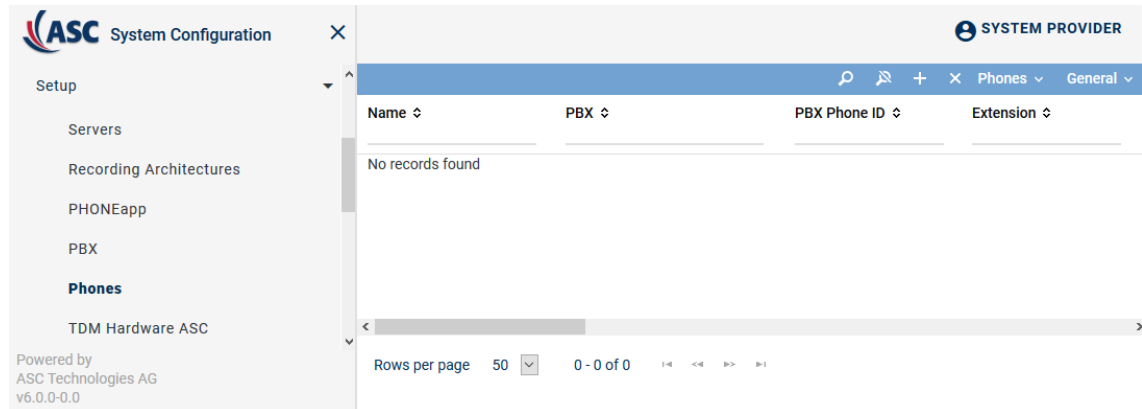 ASC System Configuration
SYSTEM PROVIDER
Setup
Servers
Recording Architectures
PHONEapp
PBX
Phones
TDM Hardware ASC
Powered by
ASC Technologies AG
v6.0.0-0.0
Phones General
Name PBX PBX Phone ID Extension
No records found
Rows per page 50 0 - 0 of 0